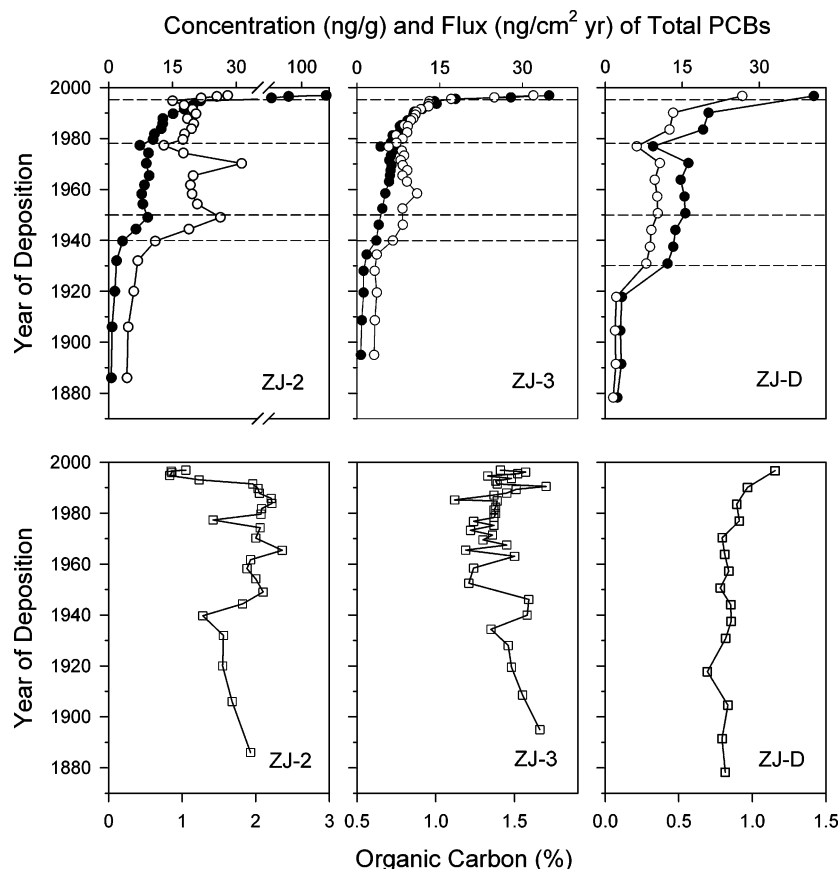 Concentration (ng/g) and Flux (ng/cm² yr) of Total PCBs
0 15 30 100
0 15 30
0 15 30
2000
1980
1960
1940
1920
1900
1880
Year of Deposition
ZJ-2
ZJ-3
ZJ-D
2000
1980
1960
1940
1920
1900
1880
Year of Deposition
ZJ-2
ZJ-3
ZJ-D
0 1 2 3
0.5 1.0 1.5
0.0 0.5 1.0 1.5
Organic Carbon (%)